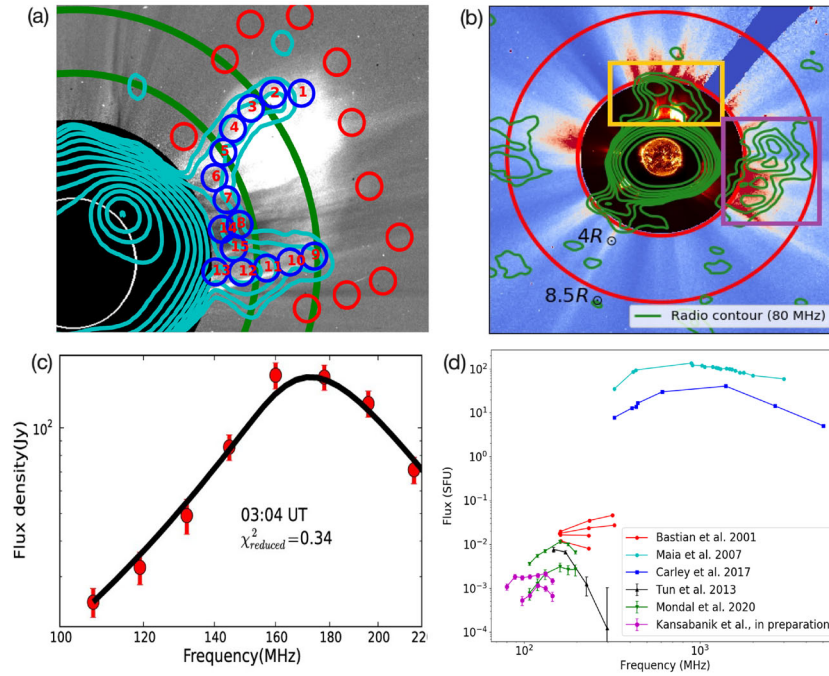 (a)
2
1
3
4
5
6
7
8
14
15
9
10
11
12
13
(b)
4R⊙
8.5R⊙
Radio contour (80 MHz)
(c)
Flux density(Jy)
10²
03:04 UT
χ²reduced=0.34
100 120 140 160 180 200 220
Frequency(MHz)
(d)
Flux (SFU)
10²
10¹
10⁰
10⁻¹
10⁻²
10⁻³
10⁻⁴
Bastian et al. 2001
Maia et al. 2007
Carley et al. 2017
Tun et al. 2013
Mondal et al. 2020
Kansabanik et al., in preparation
10² 10³
Frequency (MHz)